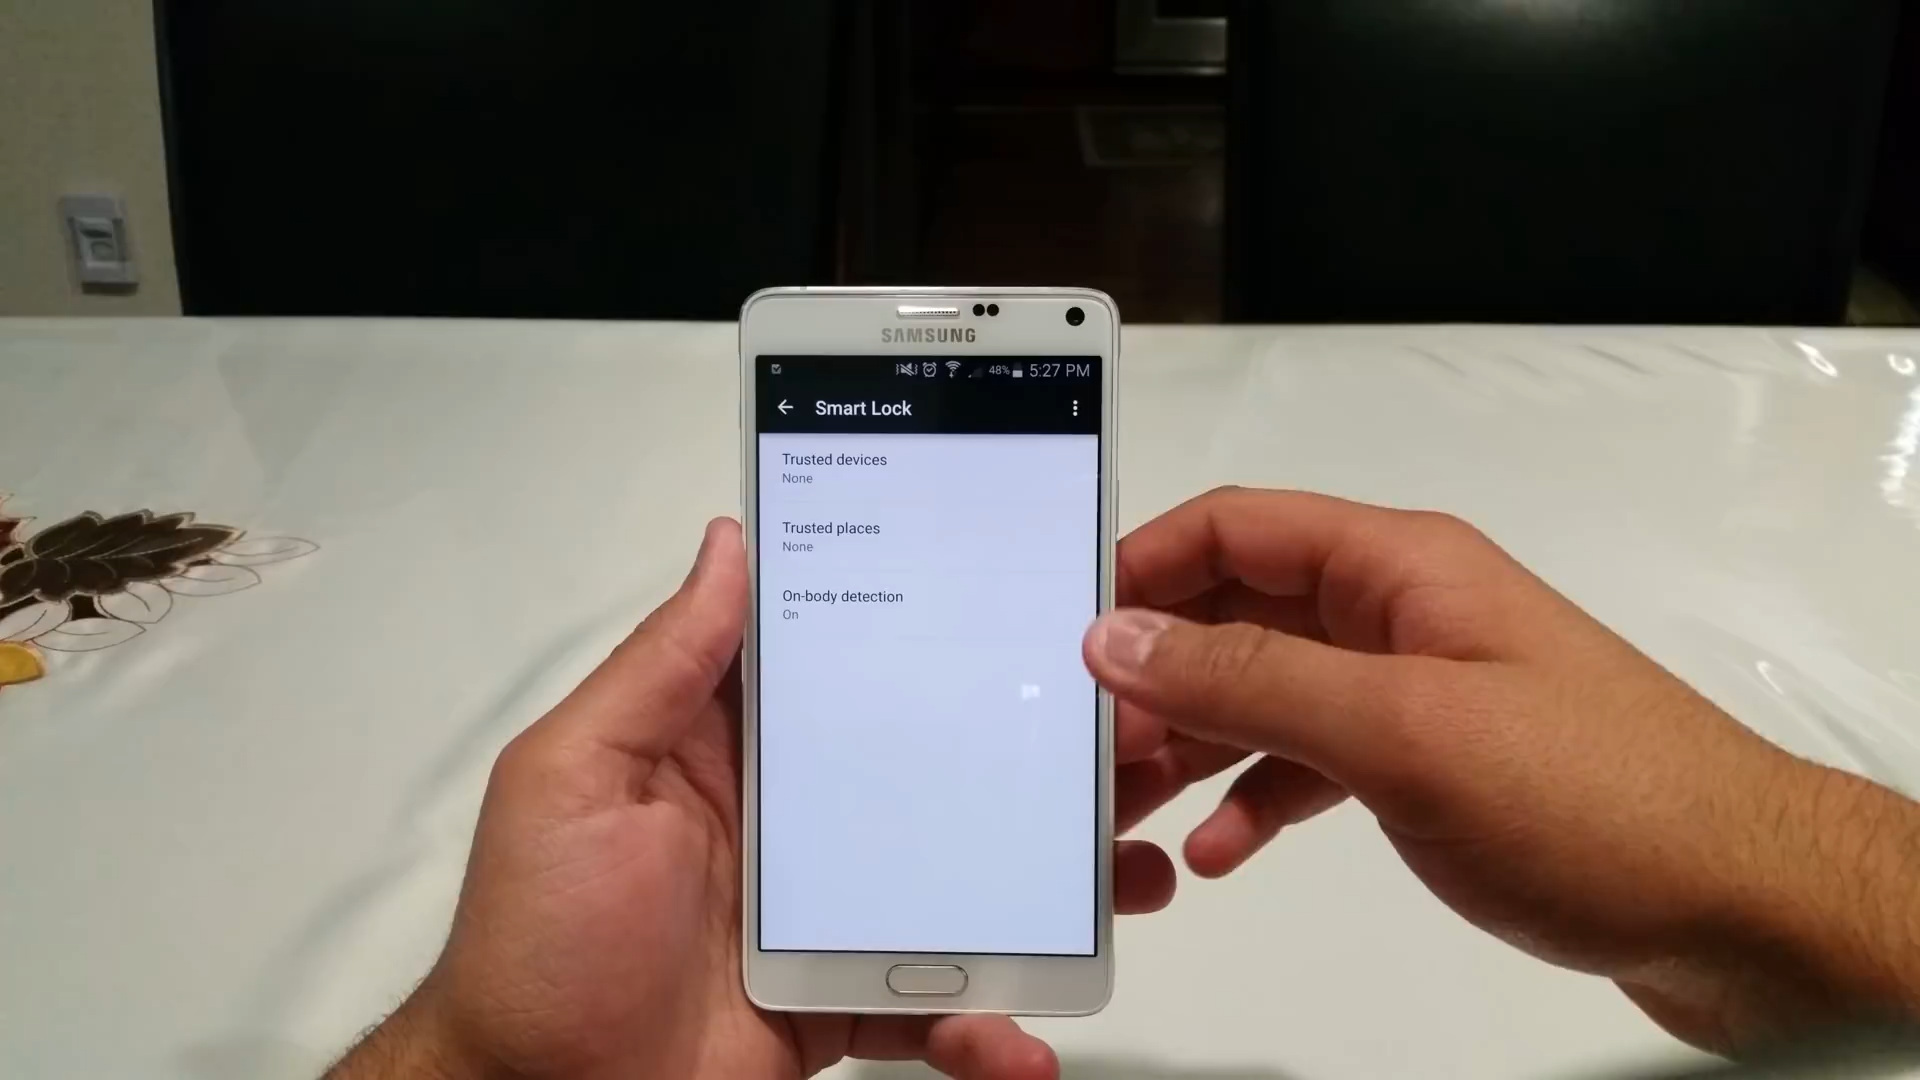 SAMSUNG
48% 5:27 PM
Smart Lock
Trusted devices
None
Trusted places
None
On-body detection
On